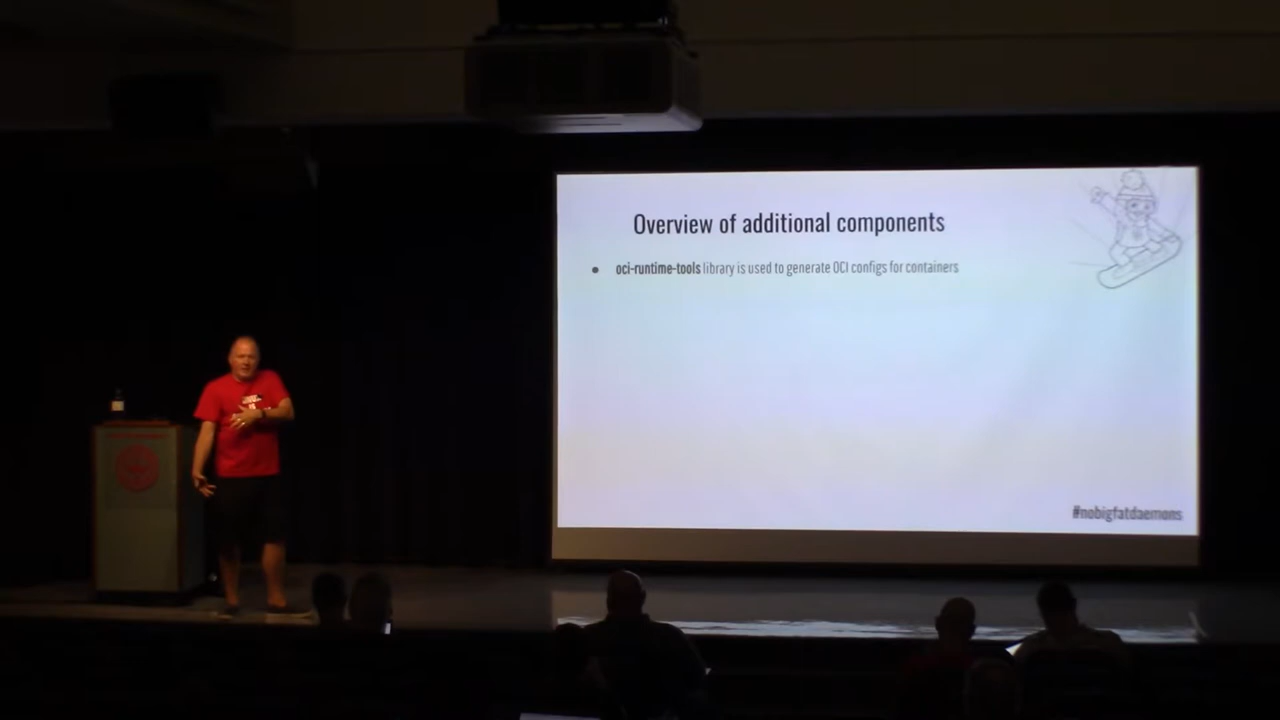 Overview of additional components
● oci-runtime-tools library is used to generate OCI configs for containers
#nobigfatdaemons